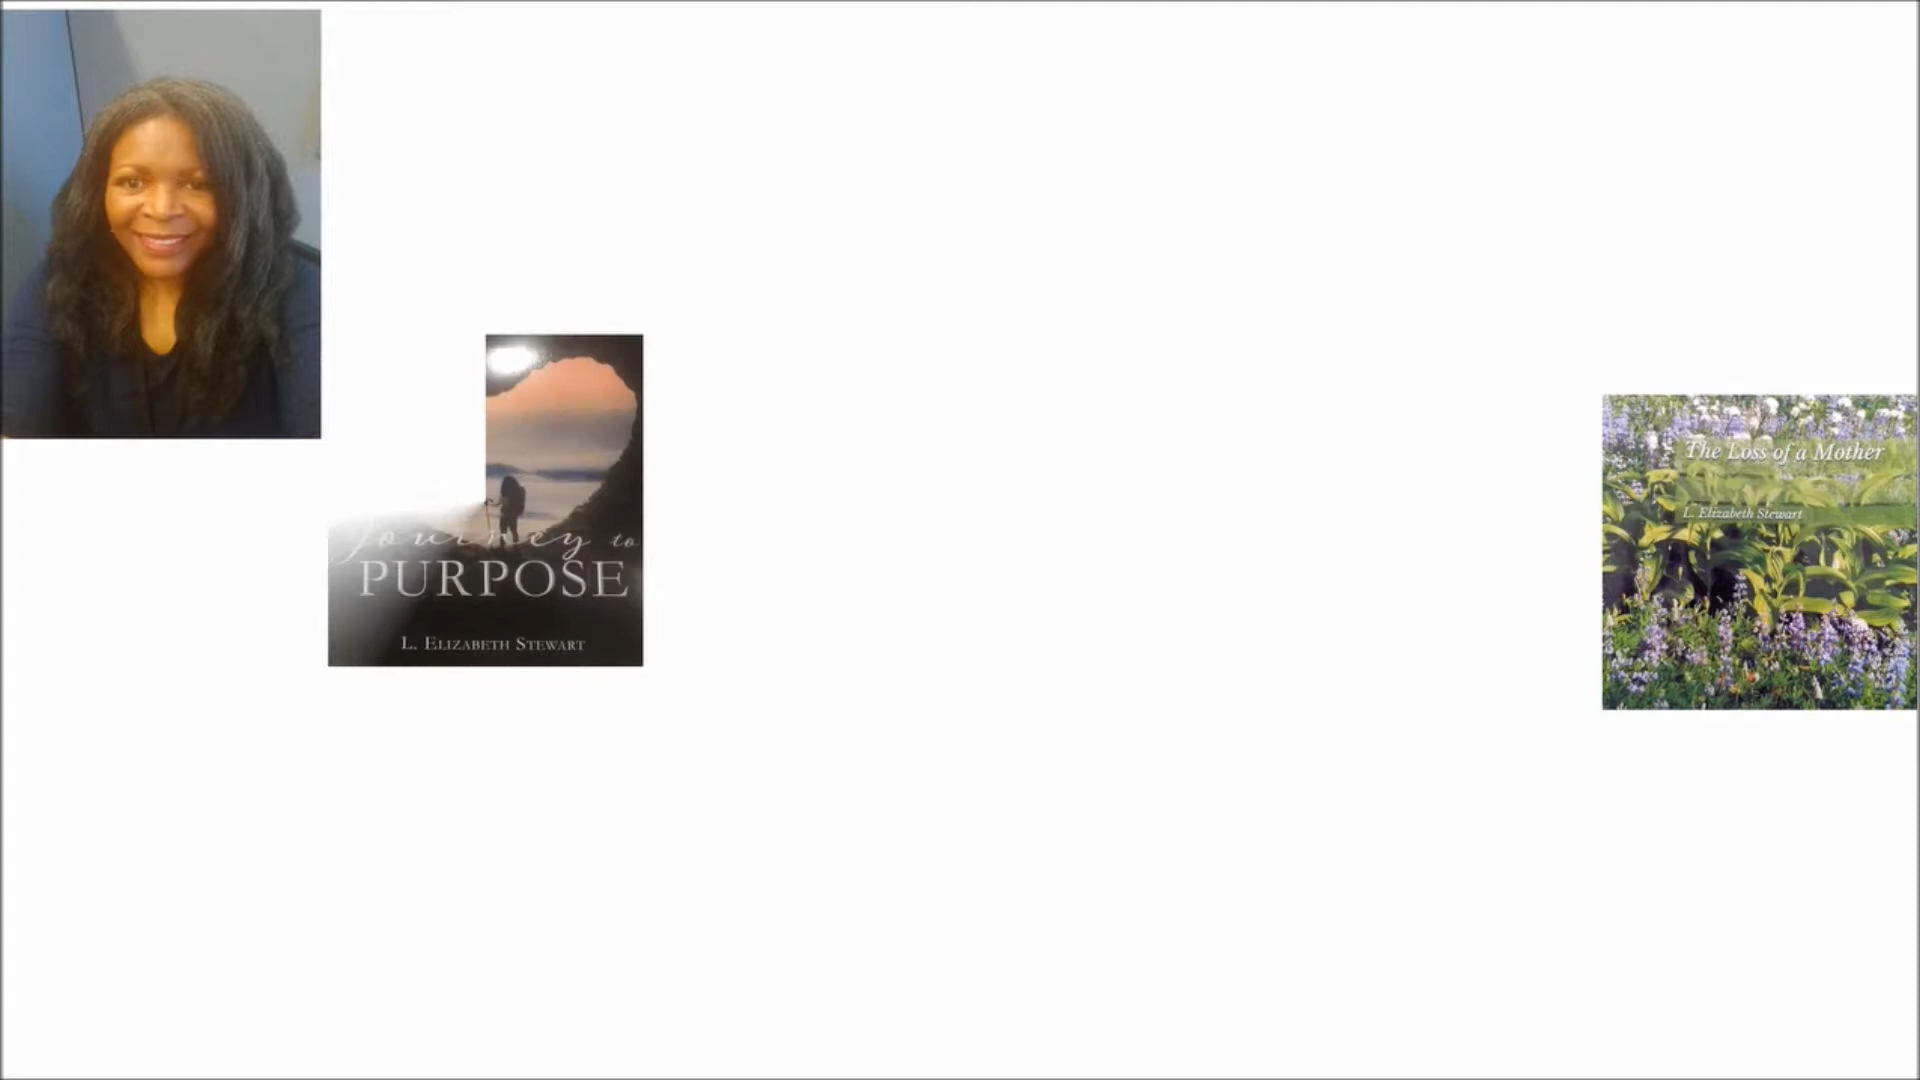 Journey to
PURPOSE
L. ELIZABETH STEWART
The Loss of a Mother
L. Elizabeth Stewart